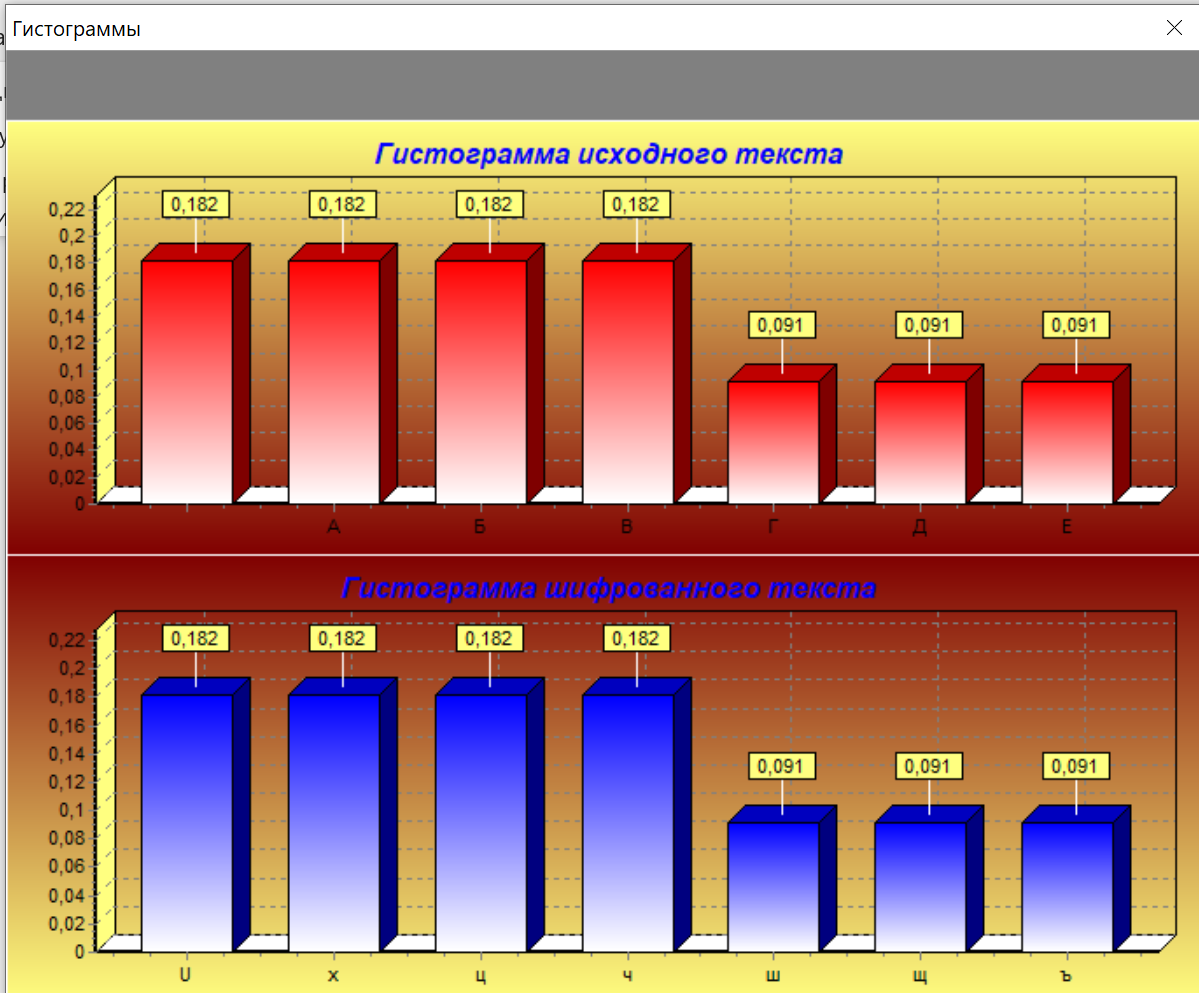 Гистограммы
Гистограмма исходного текста
0,182 0,182 0,182 0,182
0,091 0,091 0,091
0,22
0,2
0,18
0,16
0,14
0,12
0,1
0,08
0,06
0,04
0,02
0
А Б В Г Д Е
Гистограмма шифрованного текста
0,182 0,182 0,182 0,182
0,091 0,091 0,091
0,22
0,2
0,18
0,16
0,14
0,12
0,1
0,08
0,06
0,04
0,02
0
U х ц ч ш щ ъ